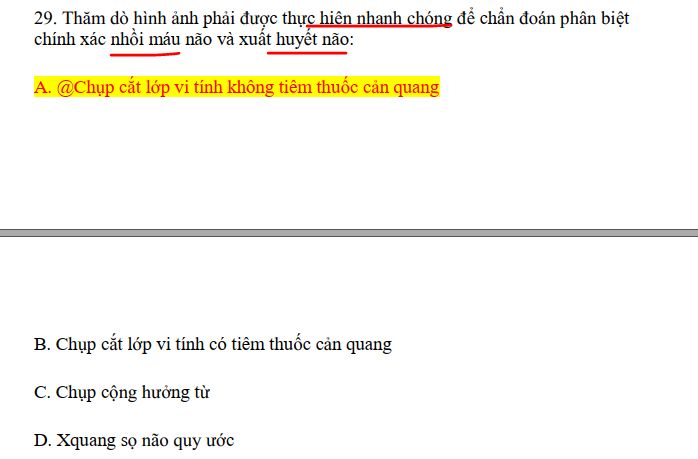 29. Thăm dò hình ảnh phải được thực hiện nhanh chóng để chẩn đoán phân biệt
chính xác nhồi máu não và xuất huyết não:
A. @Chụp cắt lớp vi tính không tiêm thuốc cản quang
B. Chụp cắt lớp vi tính có tiêm thuốc cản quang
C. Chụp cộng hưởng từ
D. Xquang sọ não quy ước